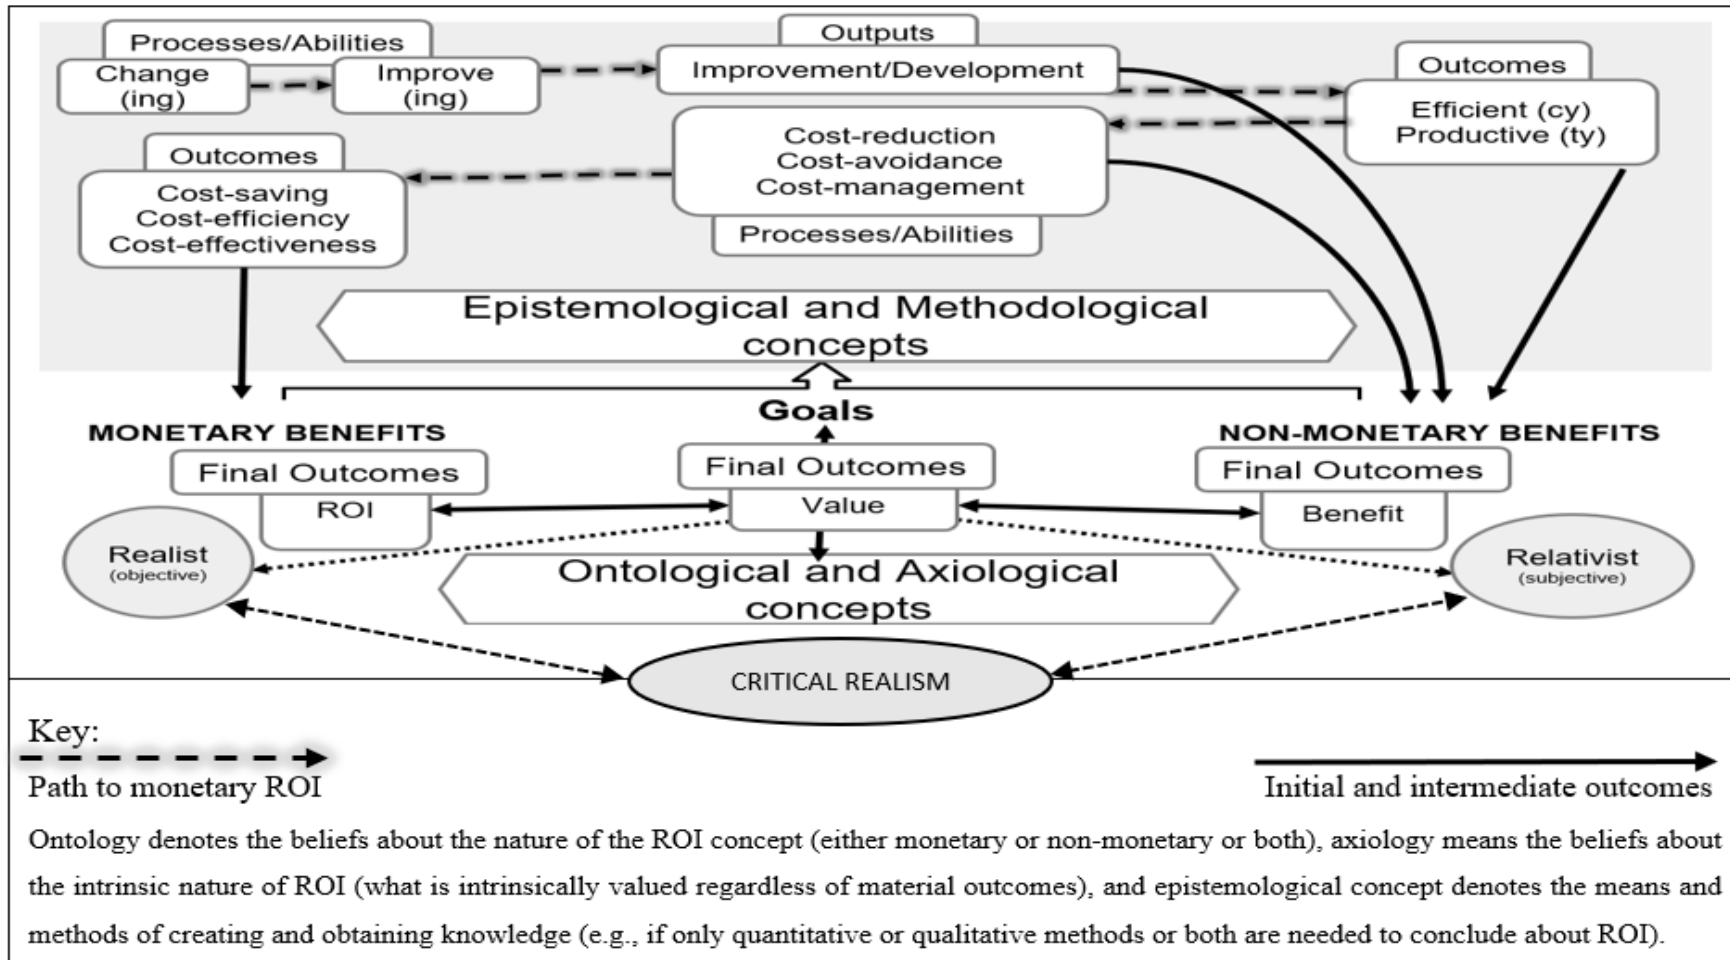 Processes/Abilities
Change
(ing)
Improve
(ing)
Outputs
Improvement/Development
Outcomes
Efficient (cy)
Productive (ty)
Cost-reduction
Cost-avoidance
Cost-management
Processes/Abilities
Outcomes
Cost-saving
Cost-efficiency
Cost-effectiveness
Epistemological and Methodological
concepts
Goals
MONETARY BENEFITS
Final Outcomes
ROI
Final Outcomes
Value
NON-MONETARY BENEFITS
Final Outcomes
Benefit
Realist
(objective)
Ontological and Axiological
concepts
Relativist
(subjective)
CRITICAL REALISM
Key:
Path to monetary ROI
Initial and intermediate outcomes
Ontology denotes the beliefs about the nature of the ROI concept (either monetary or non-monetary or both), axiology means the beliefs about
the intrinsic nature of ROI (what is intrinsically valued regardless of material outcomes), and epistemological concept denotes the means and
methods of creating and obtaining knowledge (e.g., if only quantitative or qualitative methods or both are needed to conclude about ROI).